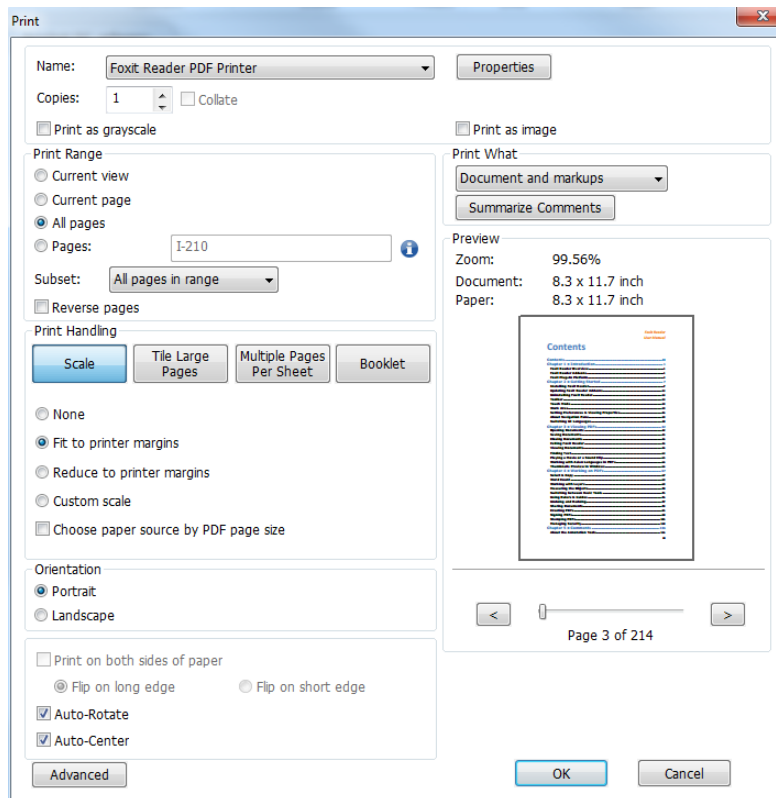 Print
Name: Foxit Reader PDF Printer Properties
Copies: 1 Collate
Print as grayscale Print as image
Print Range
Current view
Current page
All pages
Pages: I-210
Subset: All pages in range
Reverse pages
Print What
Document and markups
Summarize Comments
Preview
Zoom: 99.56%
Document: 8.3 x 11.7 inch
Paper: 8.3 x 11.7 inch
Contents
Print Handling
Scale
Tile Large
Pages
Multiple Pages
Per Sheet
Booklet
None
Fit to printer margins
Reduce to printer margins
Custom scale
Choose paper source by PDF page size
Orientation
Portrait
Landscape
< >
Page 3 of 214
Print on both sides of paper
Flip on long edge Flip on short edge
Auto-Rotate
Auto-Center
Advanced OK Cancel